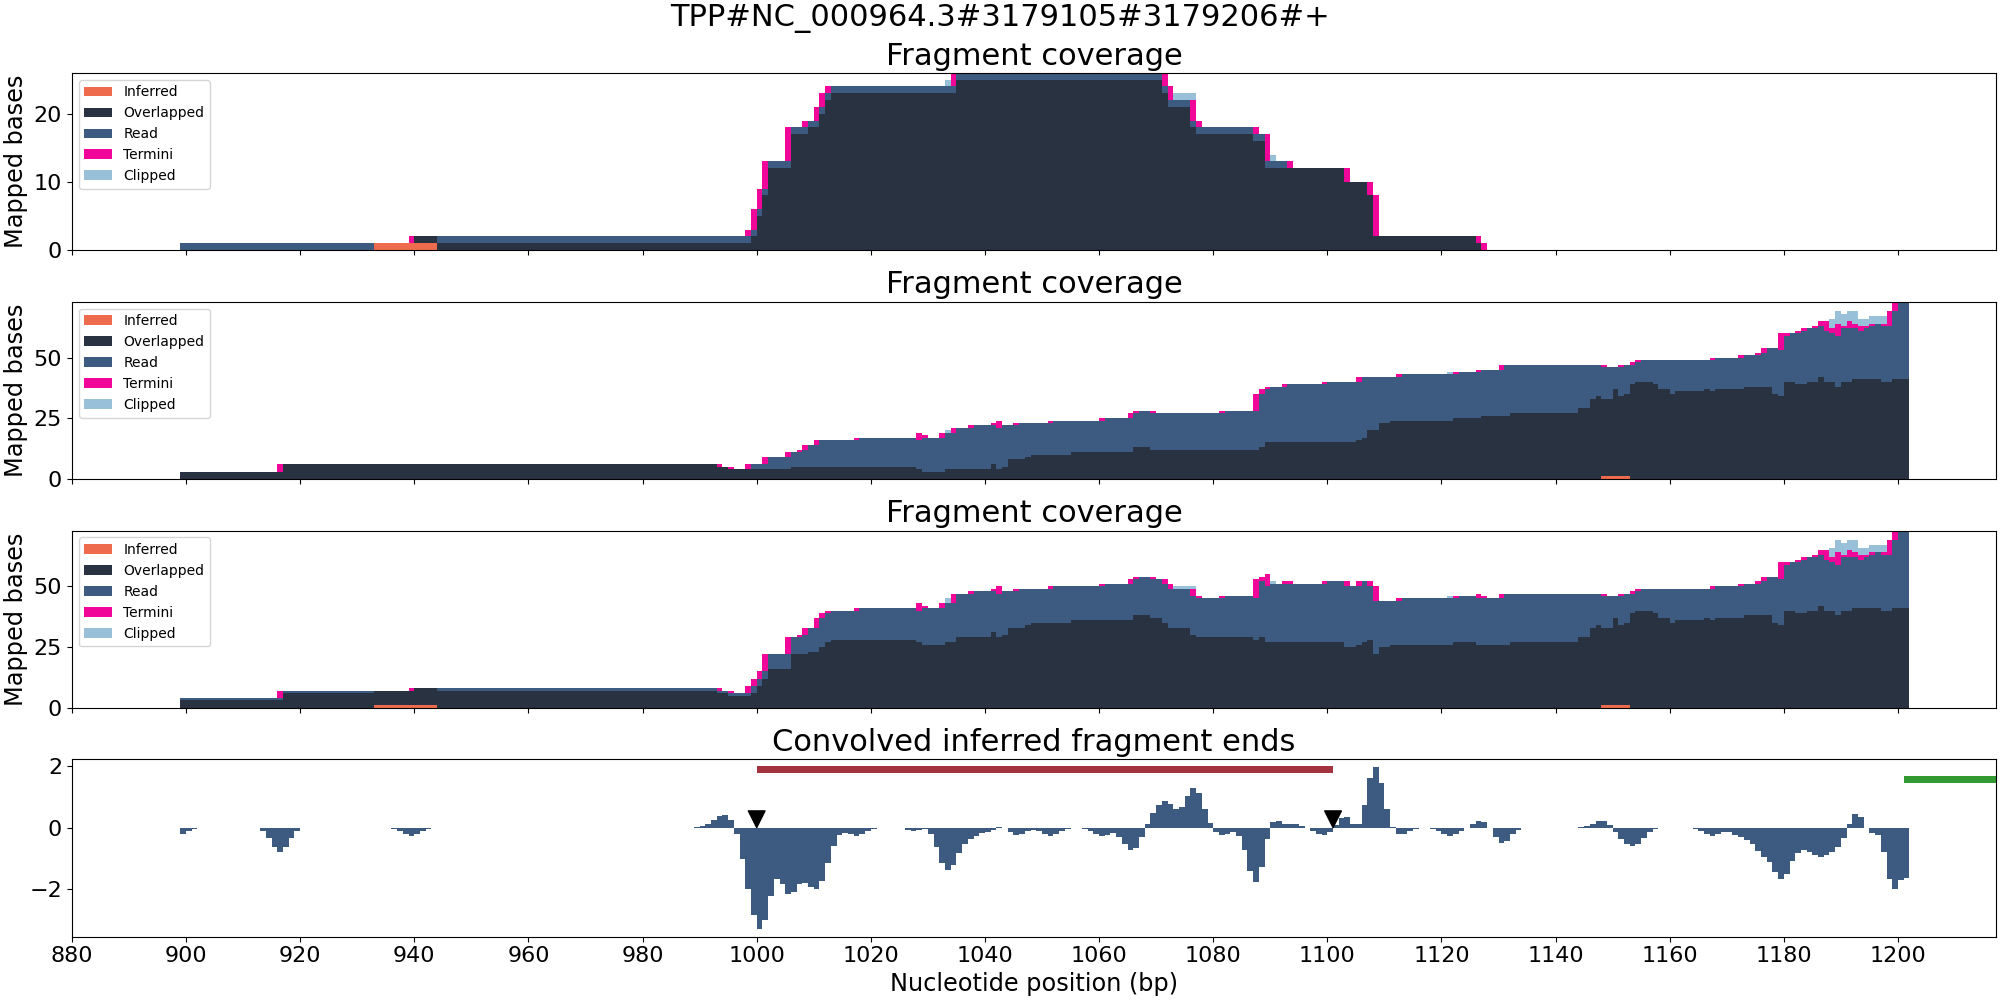 TPP#NC_000964.3#3179105#3179206#+
Fragment coverage
Mapped bases
20
10
0
Inferred
Overlapped
Read
Termini
Clipped
Fragment coverage
Mapped bases
50
25
0
Inferred
Overlapped
Read
Termini
Clipped
Fragment coverage
Mapped bases
50
25
0
Inferred
Overlapped
Read
Termini
Clipped
Convolved inferred fragment ends
2
0
−2
880 900 920 940 960 980 1000 1020 1040 1060 1080 1100 1120 1140 1160 1180 1200
Nucleotide position (bp)